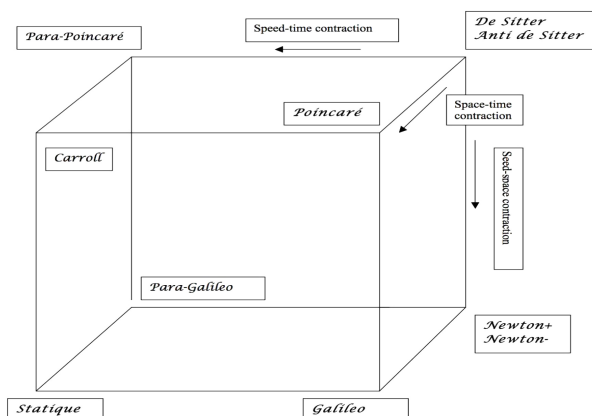 Para-Poincaré
Speed-time contraction
De Sitter
Anti de Sitter
Poincaré
Space-time
contraction
Carroll
Seed-space contraction
Para-Galileo
Newton+
Newton-
Statique
Galileo